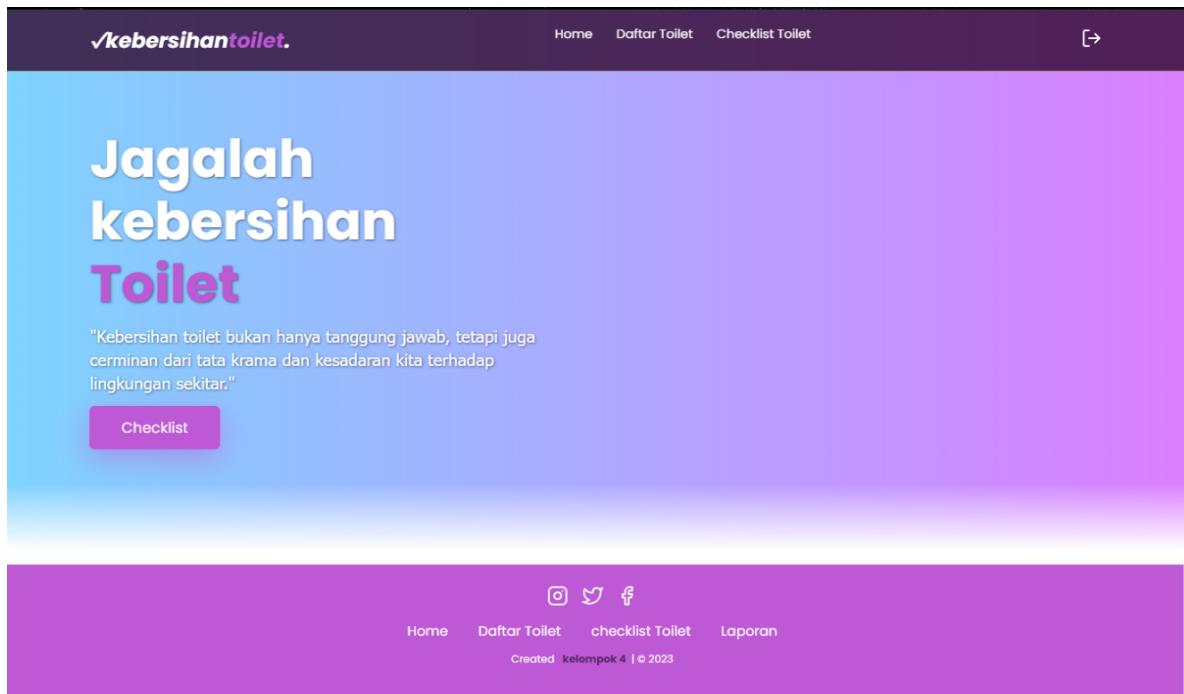 ✓kebersihantoilet.
Home Daftar Toilet Checklist Toilet
Jagalah
kebersihan
Toilet
"Kebersihan toilet bukan hanya tanggung jawab, tetapi juga
cerminan dari tata krama dan kesadaran kita terhadap
lingkungan sekitar."
Checklist
Home Daftar Toilet checklist Toilet Laporan
Created kelompok 4 | © 2023